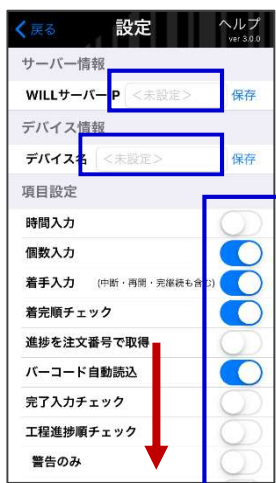 戻る 設定 ヘルプ
ver 3.0.0
サーバー情報
WILLサーバーIP <未設定> 保存
デバイス情報
デバイス名 <未設定> 保存
項目設定
時間入力
個数入力
着手入力 (中断・再開・完継続も含む)
着完順チェック
進捗を注文番号で取得
バーコード自動読込
完了入力チェック
工程進捗順チェック
警告のみ